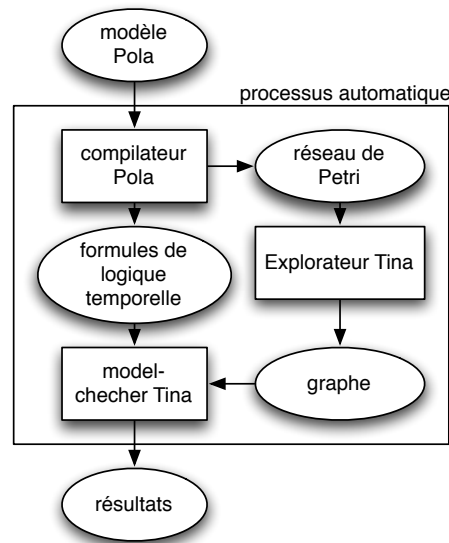 modèle
Pola
processus automatique
compilateur
Pola
réseau de
Petri
formules de
logique
temporelle
Explorateur Tina
model-
checher Tina
graphe
résultats